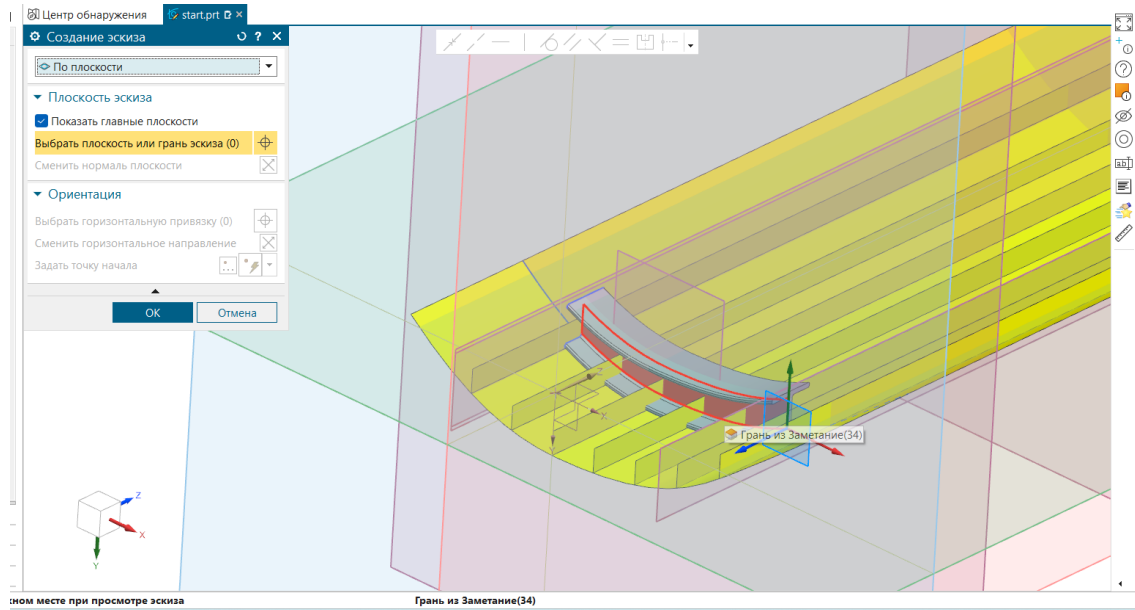 Центр обнаружения
start.prt
Создание эскиза
По плоскости
Плоскость эскиза
Показать главные плоскости
Выбрать плоскость или грань эскиза (0)
Сменить нормаль плоскости
Ориентация
Выбрать горизонтальную привязку (0)
Сменить горизонтальное направление
Задать точку начала
ОК
Отмена
Грань из Заметание(34)
Z
X
Y
ном месте при просмотре эскиза
Грань из Заметание(34)